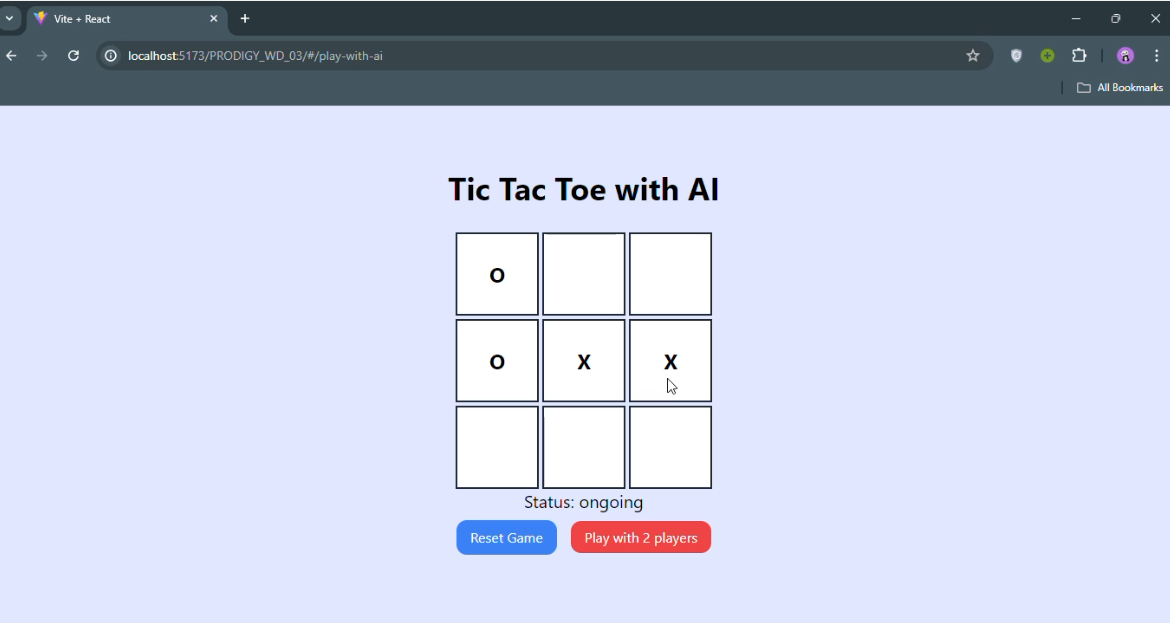 Vite + React
localhost:5173/PRODIGY_WD_03/#/play-with-ai
All Bookmarks
Tic Tac Toe with AI
O
O X X
Status: ongoing
Reset Game Play with 2 players